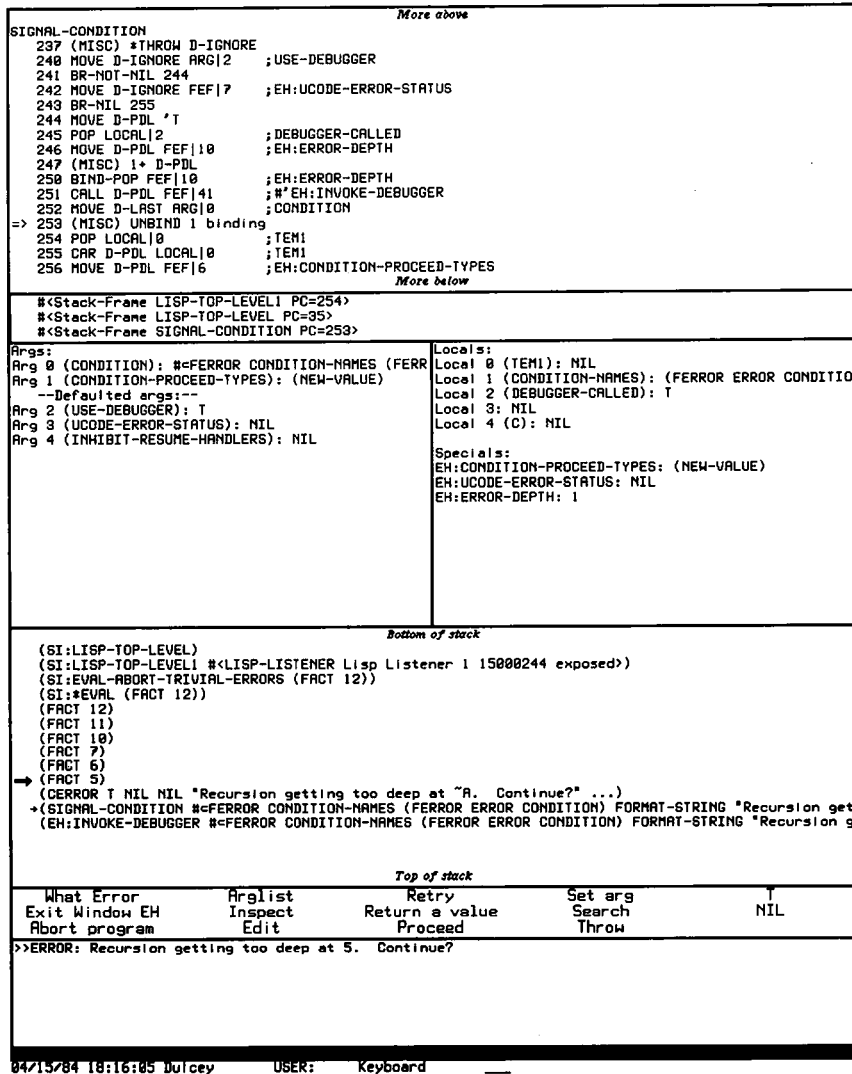 More above
SIGNAL-CONDITION
237 (MISC) *THROW D-IGNORE
240 MOVE D-IGNORE ARG|2 ;USE-DEBUGGER
241 BR-NOT-NIL 244
242 MOVE D-IGNORE FEF|7 ;EH:UCODE-ERROR-STATUS
243 BR-NIL 255
244 MOVE D-PDL 'T
245 POP LOCAL|2 ;DEBUGGER-CALLED
246 MOVE D-PDL FEF|10 ;EH:ERROR-DEPTH
247 (MISC) 1+ D-PDL
250 BIND-POP FEF|10 ;EH:ERROR-DEPTH
251 CALL D-PDL FEF|41 ;#'EH:INVOKE-DEBUGGER
252 MOVE D-LAST ARG|0 ;CONDITION
=> 253 (MISC) UNBIND 1 binding
254 POP LOCAL|0 ;TEM1
255 CAR D-PDL LOCAL|0 ;TEM1
256 MOVE D-PDL FEF|6 ;EH:CONDITION-PROCEED-TYPES
More below
#<Stack-Frame LISP-TOP-LEVEL1 PC=254>
#<Stack-Frame LISP-TOP-LEVEL PC=35>
#<Stack-Frame SIGNAL-CONDITION PC=253>
Args:
Arg 0 (CONDITION): #<FERROR CONDITION-NAMES (FERR
Arg 1 (CONDITION-PROCEED-TYPES): (NEW-VALUE)
--Defaulted args:--
Arg 2 (USE-DEBUGGER): T
Arg 3 (UCODE-ERROR-STATUS): NIL
Arg 4 (INHIBIT-RESUME-HANDLERS): NIL
Locals:
Local 0 (TEM1): NIL
Local 1 (CONDITION-NAMES): (FERROR ERROR CONDITIO
Local 2 (DEBUGGER-CALLED): T
Local 3: NIL
Local 4 (C): NIL
Specials:
EH:CONDITION-PROCEED-TYPES: (NEW-VALUE)
EH:UCODE-ERROR-STATUS: NIL
EH:ERROR-DEPTH: 1
Bottom of stack
(SI:LISP-TOP-LEVEL)
(SI:LISP-TOP-LEVEL1 #<LISP-LISTENER Lisp Listener 1 15000244 exposed>)
(SI:EVAL-ABORT-TRIVIAL-ERRORS (FACT 12))
(SI:*EVAL (FACT 12))
(FACT 12)
(FACT 11)
(FACT 10)
(FACT 7)
(FACT 6)
→ (FACT 5)
(CERROR T NIL NIL "Recursion getting too deep at ~A. Continue?" ...)
→(SIGNAL-CONDITION #<FERROR CONDITION-NAMES (FERROR ERROR CONDITION) FORMAT-STRING "Recursion get
(EH:INVOKE-DEBUGGER #<FERROR CONDITION-NAMES (FERROR ERROR CONDITION) FORMAT-STRING "Recursion g
Top of stack
What Error Arglist Retry Set arg T
Exit Window EH Inspect Return a value Search NIL
Abort program Edit Proceed Throw
>>ERROR: Recursion getting too deep at 5. Continue?
04/15/84 18:16:05 Dulcey USER: Keyboard